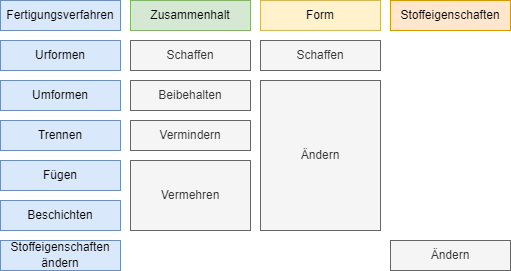 Fertigungsverfahren Zusammenhalt Form Stoffeigenschaften
Urformen Schaffen Schaffen
Umformen Beibehalten
Trennen Vermindern
Ändern
Fügen
Vermehren
Beschichten
Stoffeigenschaften
ändern
Ändern